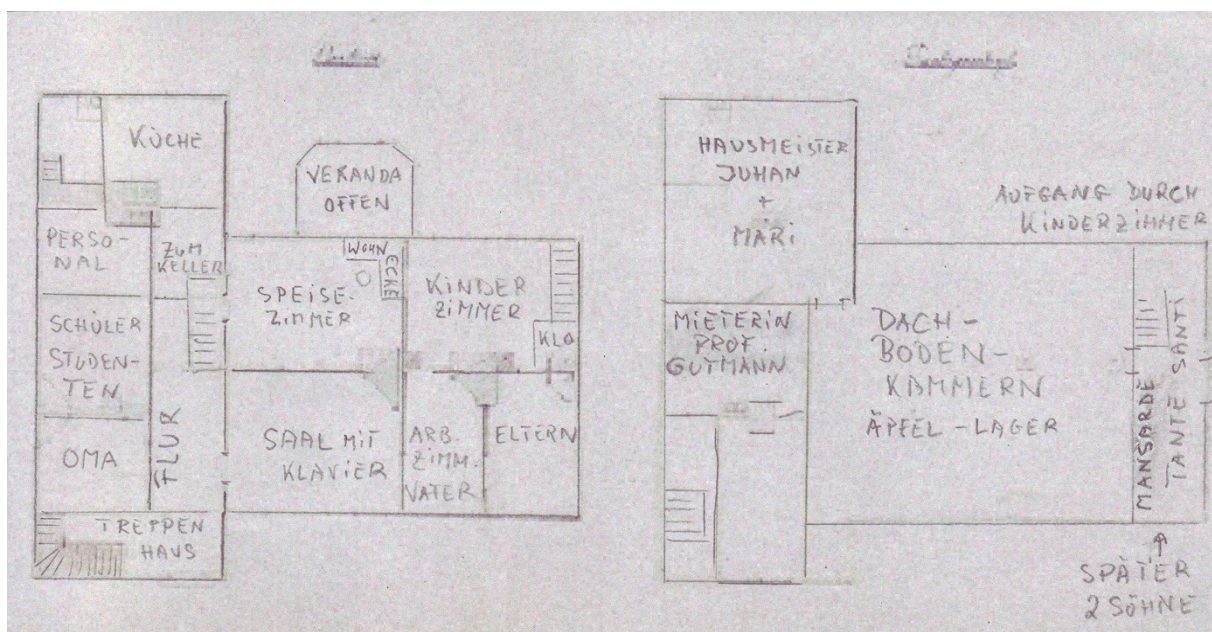 KÜCHE
VERANDA
OFFEN
PERSO-
NAL
ZUM
KELLER
WOHN
ECKE
SPEISE-
ZIMMER
KINDER
ZIMMER
KLO
SCHÜLER
STUDEN-
TEN
FLUR
OMA
SAAL MIT
KLAVIER
ARB.
ZIMM.
VATER
ELTERN
TREPPEN
HAUS
HAUSMEISTER
JUHAN
+
MARI
AUFGANG DURCH
KINDERZIMMER
MIETERIN
PROF.
GUTMANN
DACH-
BODEN-
KAMMERN
ÄPFEL-LAGER
MANSARDE
TANTE SANTI
SPÄTER
2 SÖHNE